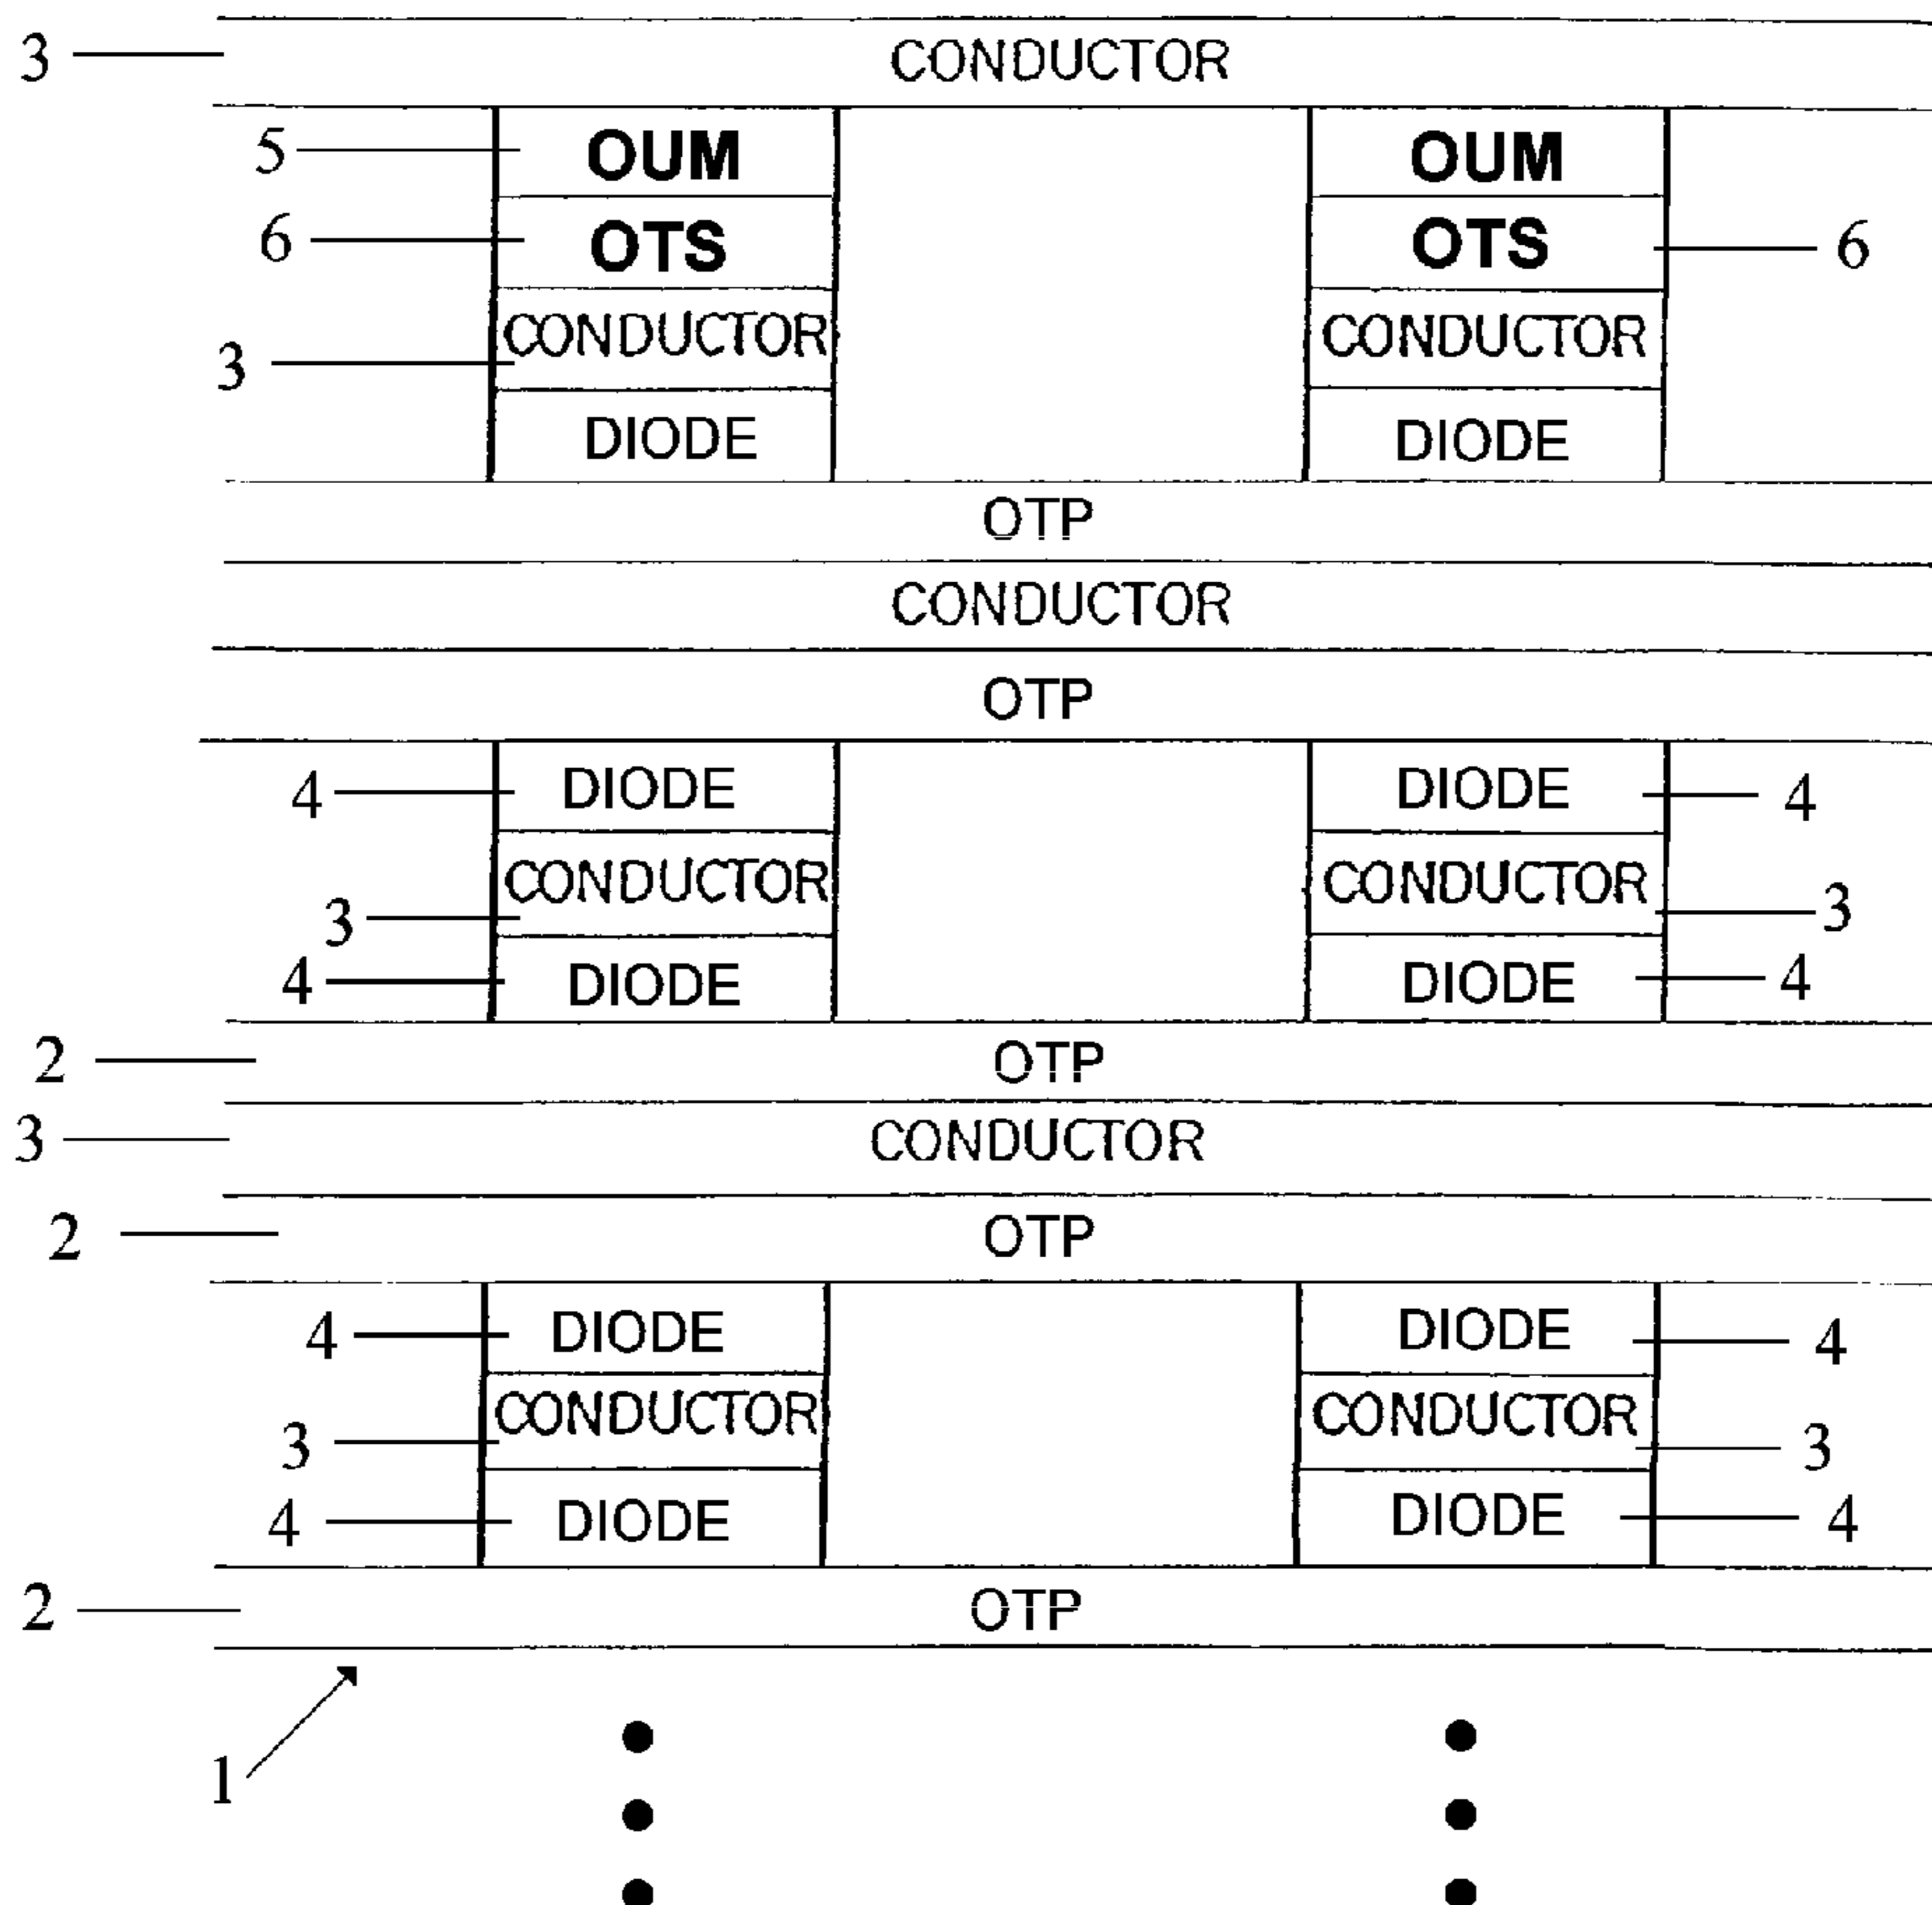 3 CONDUCTOR
5 OUM OUM
6 OTS OTS 6
CONDUCTOR CONDUCTOR
3
DIODE DIODE
OTP
CONDUCTOR
OTP
4 DIODE DIODE 4
CONDUCTOR CONDUCTOR
3 3
4 DIODE DIODE 4
2 OTP
3 CONDUCTOR
2 OTP
4 DIODE DIODE 4
CONDUCTOR CONDUCTOR
3 3
4 DIODE DIODE 4
2 OTP
1